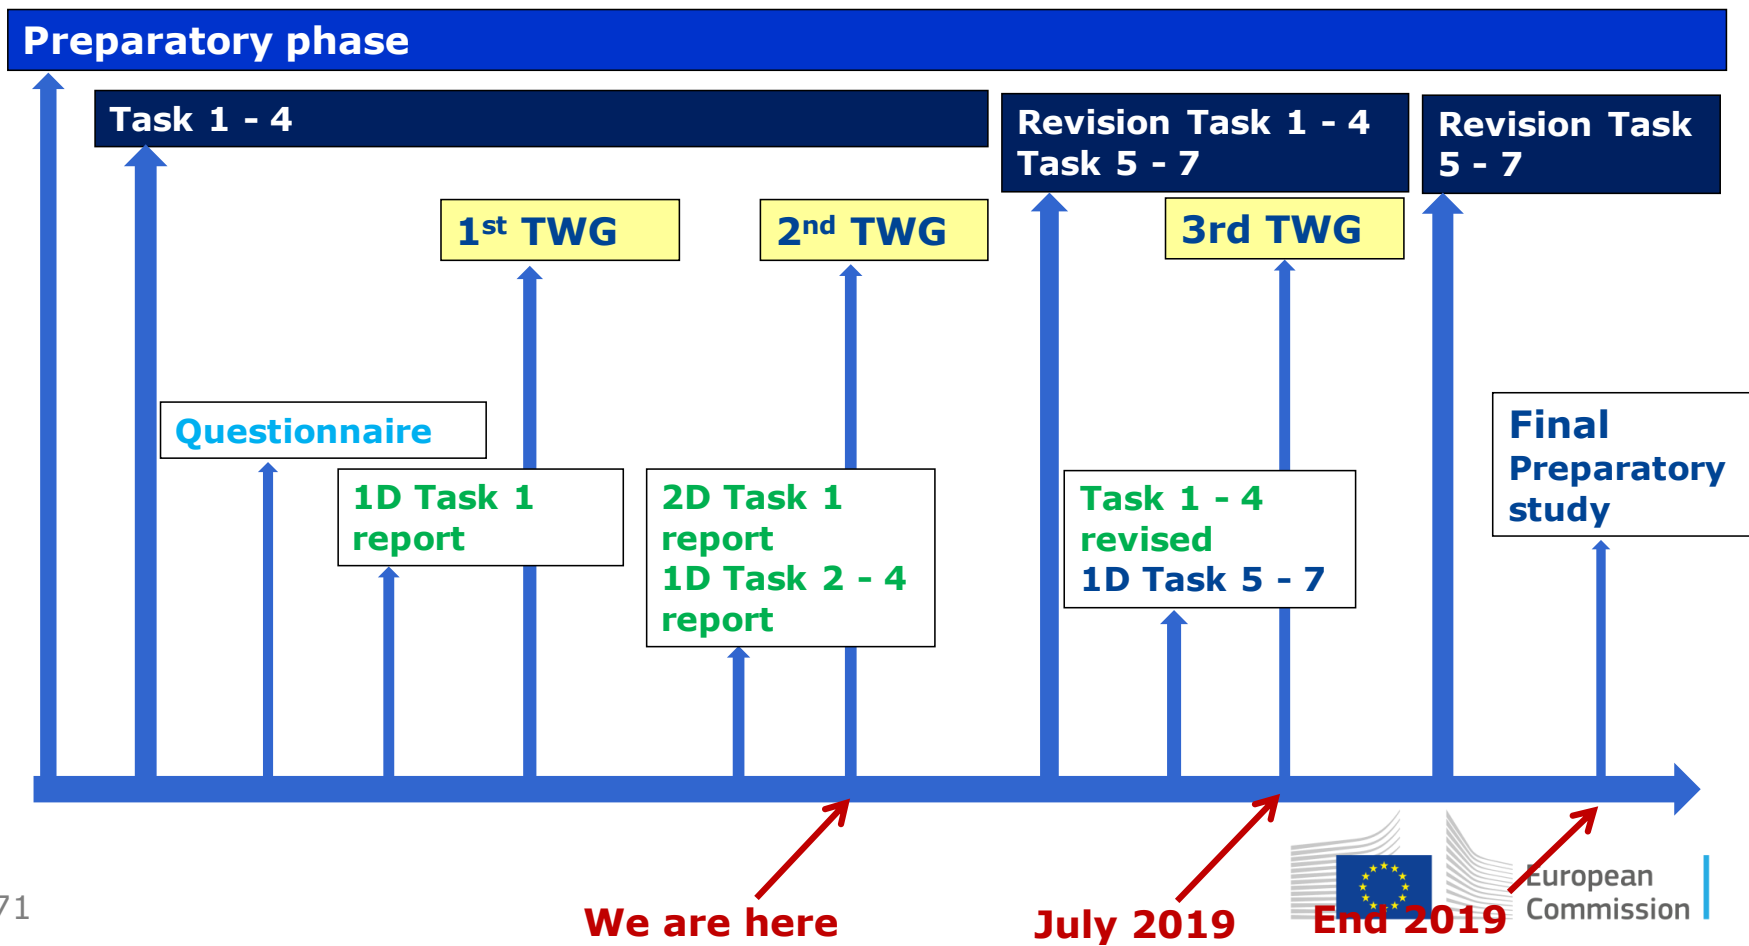 Preparatory phase
Task 1 - 4
Revision Task 1 - 4
Task 5 - 7
Revision Task
5 - 7
1st TWG
2nd TWG
3rd TWG
Questionnaire
1D Task 1
report
2D Task 1
report
1D Task 2 - 4
report
Task 1 - 4
revised
1D Task 5 - 7
Final
Preparatory
study
We are here
July 2019
End 2019
European
Commission
71